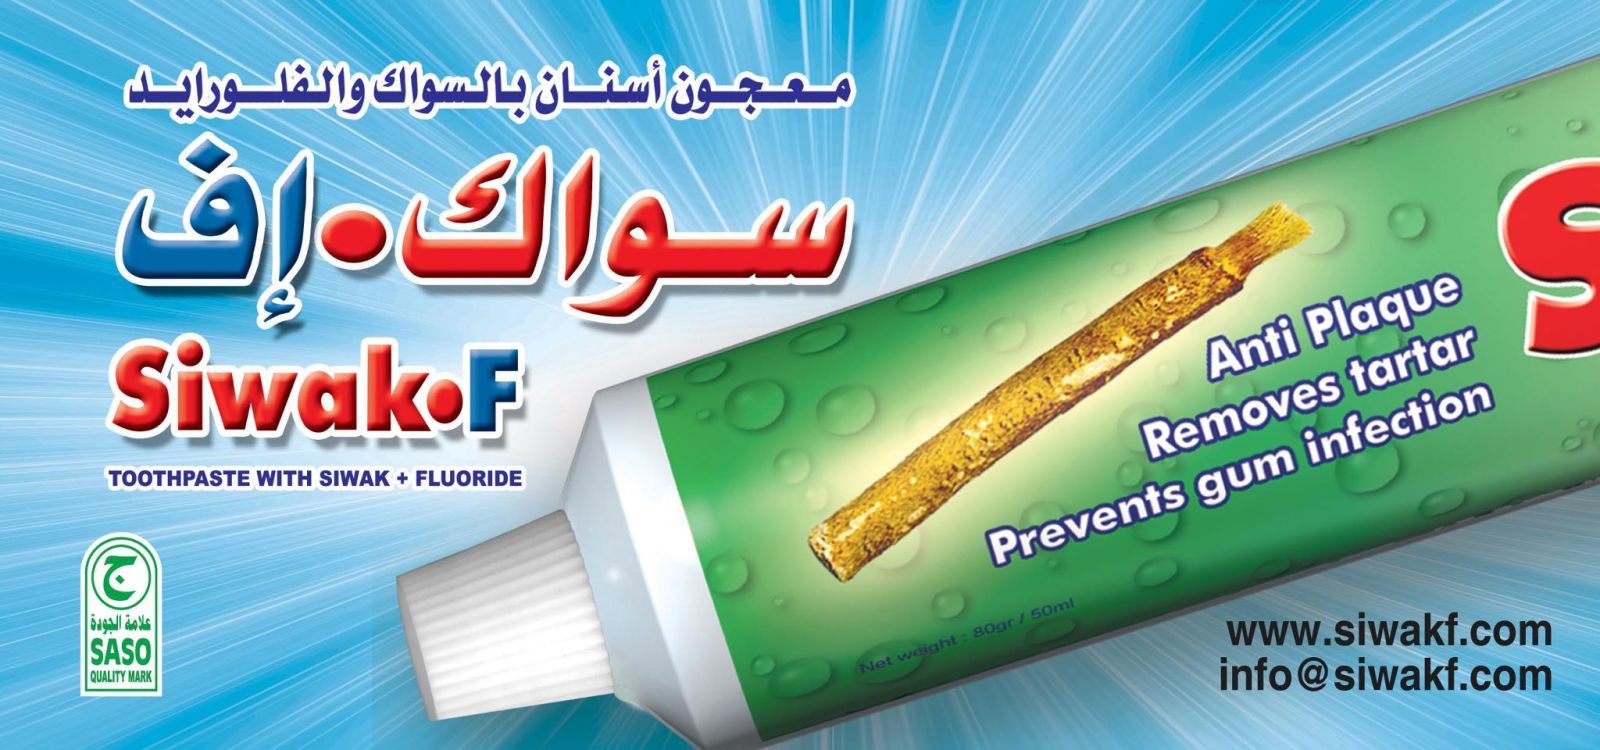 معجون أسنان بالسواك والفلورايد
سواك•إف
Siwak•F
TOOTHPASTE WITH SIWAK + FLUORIDE
ج
علامة الجودة
SASO
QUALITY MARK
Anti Plaque
Removes tartar
Prevents gum infection
Net weight : 80gr / 50ml
S
www.siwakf.com
info@siwakf.com